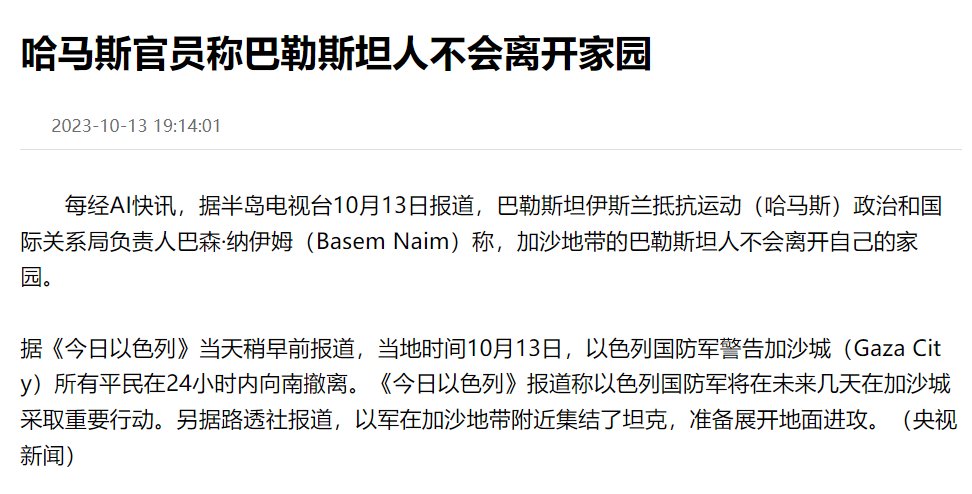 哈马斯官员称巴勒斯坦人不会离开家园
2023-10-13 19:14:01
每经AI快讯，据半岛电视台10月13日报道，巴勒斯坦伊斯兰抵抗运动（哈马斯）政治和国
际关系局负责人巴森·纳伊姆（Basem Naim）称，加沙地带的巴勒斯坦人不会离开自己的家
园。
据《今日以色列》当天稍早前报道，当地时间10月13日，以色列国防军警告加沙城（Gaza Cit
y）所有平民在24小时内向南撤离。《今日以色列》报道称以色列国防军将在未来几天在加沙城
采取重要行动。另据路透社报道，以军在加沙地带附近集结了坦克，准备展开地面进攻。（央视
新闻）